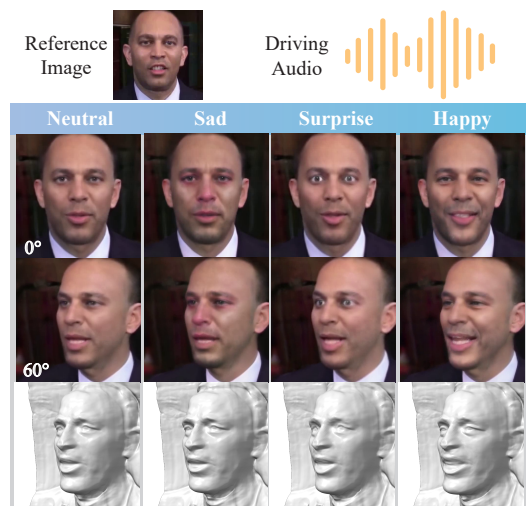 Reference
Image
Driving
Audio
Neutral Sad Surprise Happy
0°
60°